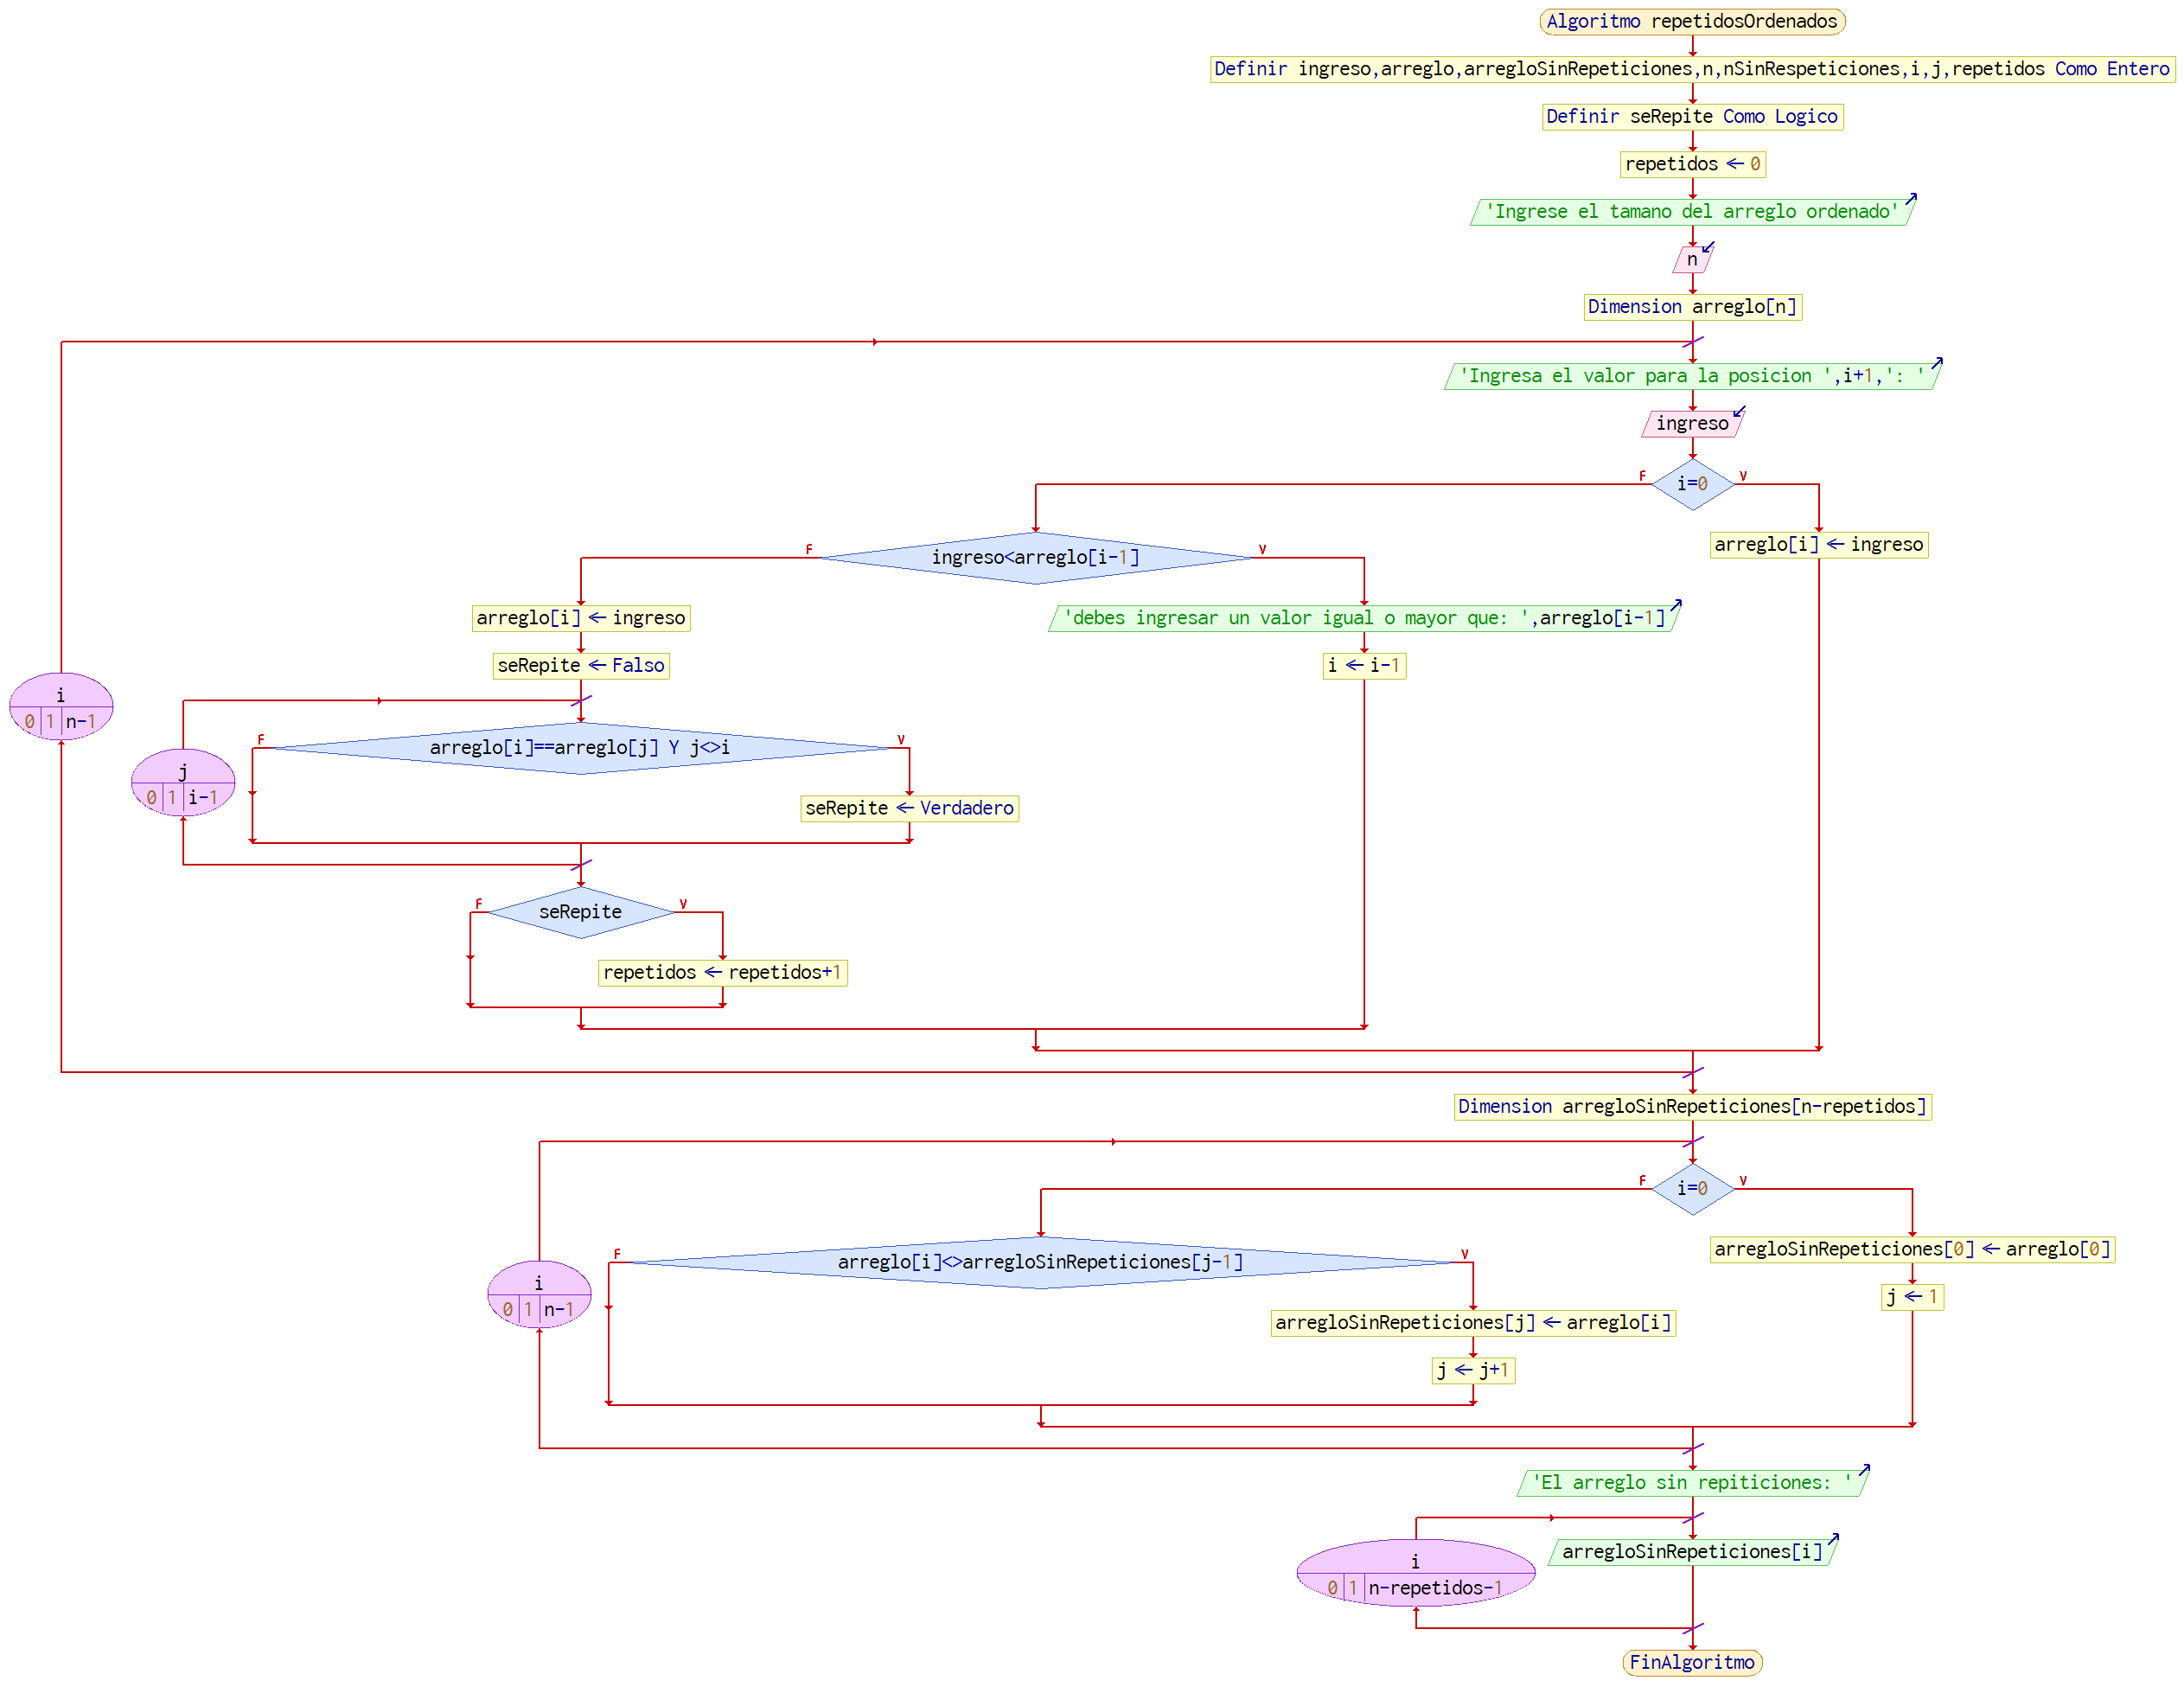 Algoritmo repetidosOrdenados
Definir ingreso,arreglo,arregloSinRepeticiones,n,nSinRespeticiones,i,j,repetidos Como Entero
Definir seRepite Como Logico
repetidos ← 0
'Ingrese el tamano del arreglo ordenado'
n
Dimension arreglo[n]
'Ingresa el valor para la posicion ',i+1,': '
ingreso
F
i=0
V
F
ingreso<arreglo[i-1]
V
arreglo[i] ← ingreso
arreglo[i] ← ingreso
'debes ingresar un valor igual o mayor que: ',arreglo[i-1]
seRepite ← Falso
i ← i-1
i
0 1 n-1
F
arreglo[i]==arreglo[j] Y j<>i
V
j
0 1 i-1
seRepite ← Verdadero
F
seRepite
V
repetidos ← repetidos+1
Dimension arregloSinRepeticiones[n-repetidos]
F
i=0
V
arregloSinRepeticiones[0] ← arreglo[0]
F
arreglo[i]<>arregloSinRepeticiones[j-1]
V
i
0 1 n-1
j ← 1
arregloSinRepeticiones[j] ← arreglo[i]
j ← j+1
'El arreglo sin repiticiones: '
arregloSinRepeticiones[i]
i
0 1 n-repetidos-1
FinAlgoritmo